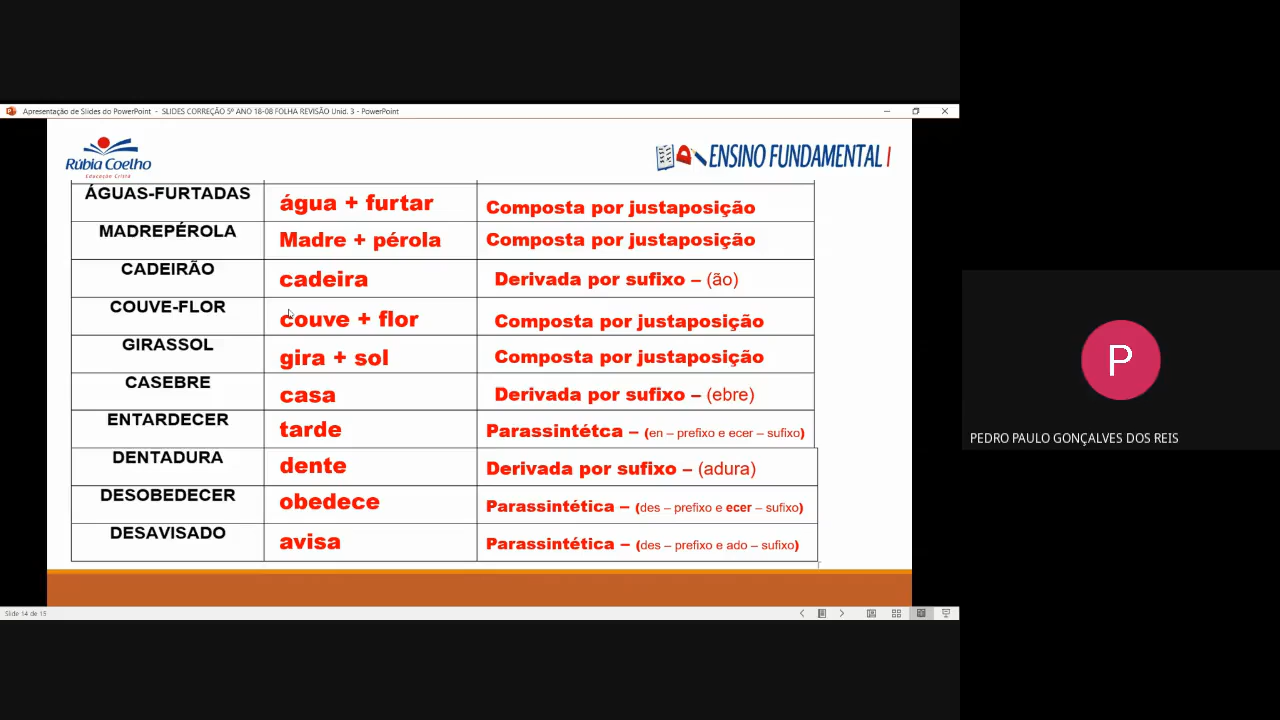 Apresentação de Slides do PowerPoint - SLIDES CORREÇÃO 5º ANO 16-08 FOLHA REVISÃO Unid. 3 - PowerPoint
Rúbia Coelho
Educação Cristã
ENSINO FUNDAMENTAL I
ÁGUAS-FURTADAS água + furtar Composta por justaposição
MADREPÉROLA Madre + pérola Composta por justaposição
CADEIRÃO cadeira Derivada por sufixo – (ão)
COUVE-FLOR couve + flor Composta por justaposição
GIRASSOL gira + sol Composta por justaposição
CASEBRE casa Derivada por sufixo – (ebre)
ENTARDECER tarde Parassintétca – (en – prefixo e ecer – sufixo)
DENTADURA dente Derivada por sufixo – (adura)
DESOBEDECER obedece Parassintética – (des – prefixo e ecer – sufixo)
DESAVISADO avisa Parassintética – (des – prefixo e ado – sufixo)
Slide 14 de 15
P
PEDRO PAULO GONÇALVES DOS REIS